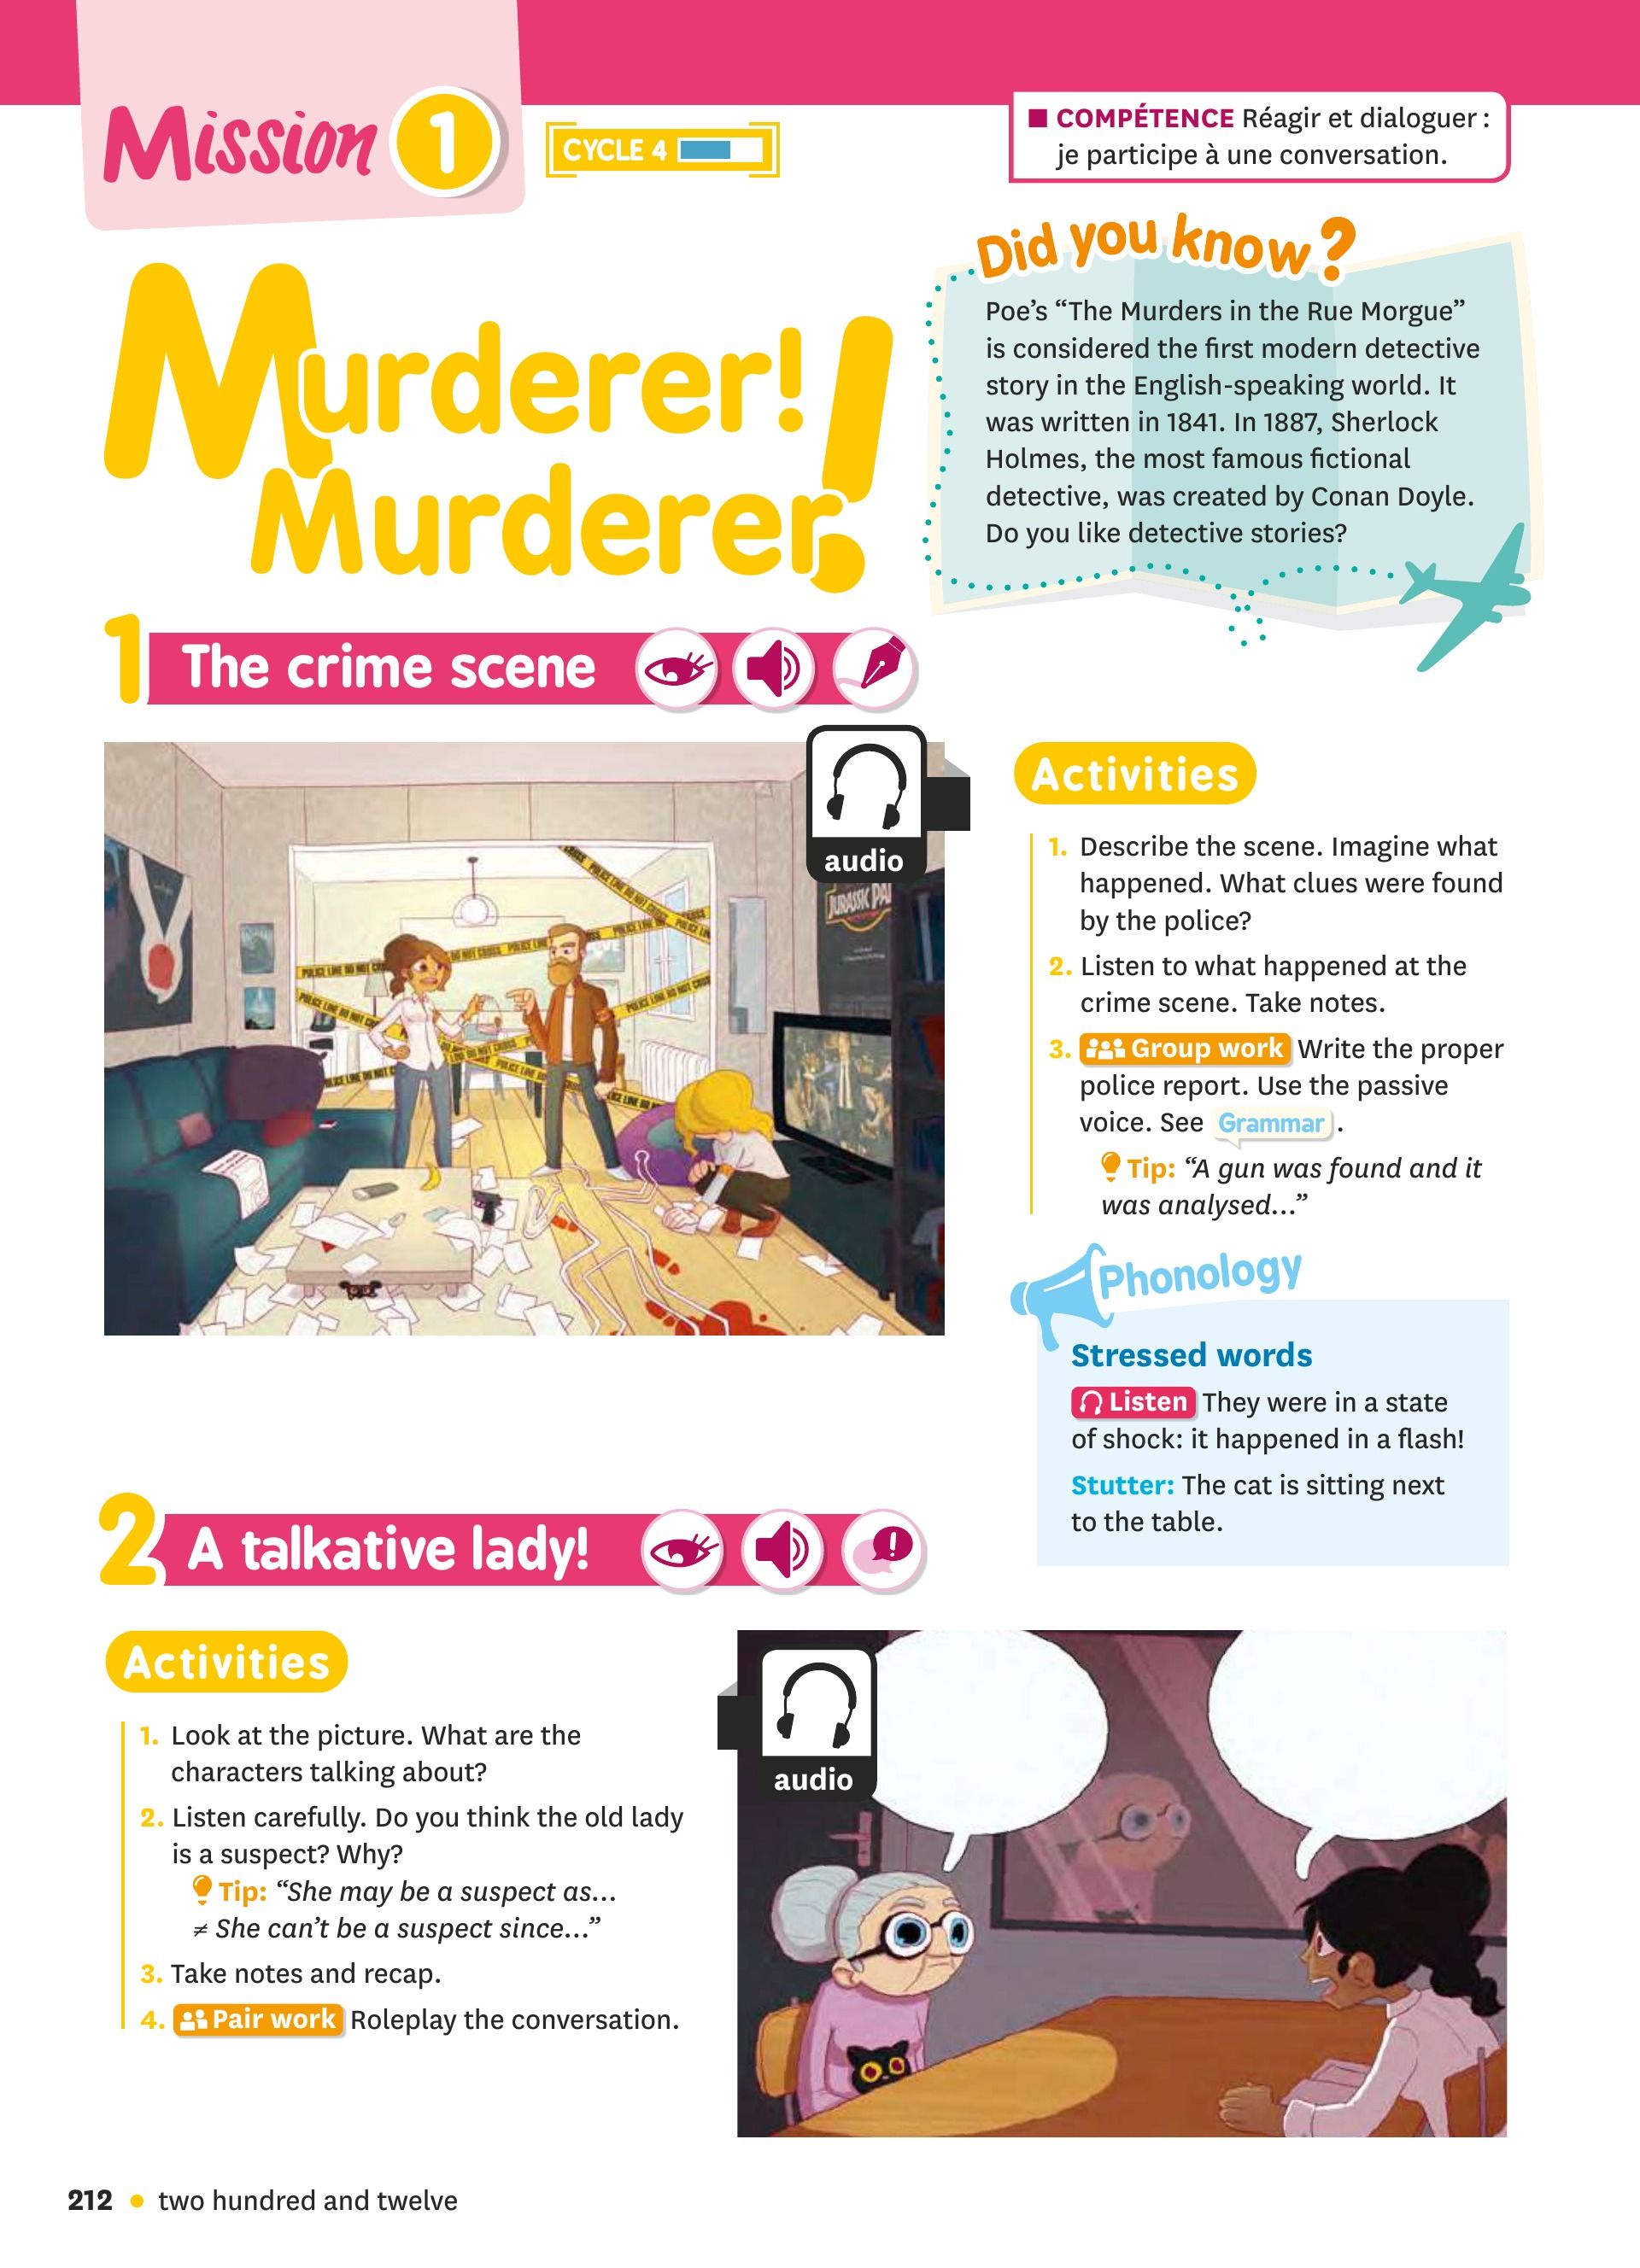 Mission 1
CYCLE 4
■ COMPÉTENCE Réagir et dialoguer :
je participe à une conversation.
Murderer!
Murderer!
Did you know?
Poe’s “The Murders in the Rue Morgue”
is considered the first modern detective
story in the English-speaking world. It
was written in 1841. In 1887, Sherlock
Holmes, the most famous fictional
detective, was created by Conan Doyle.
Do you like detective stories?
1 The crime scene
audio
JURASSIC PA
POLICE LINE DO NOT CROSS
Activities
1. Describe the scene. Imagine what
happened. What clues were found
by the police?
2. Listen to what happened at the
crime scene. Take notes.
3. Group work Write the proper
police report. Use the passive
voice. See Grammar.
Tip: “A gun was found and it
was analysed...”
Phonology
Stressed words
Listen They were in a state
of shock: it happened in a flash!
Stutter: The cat is sitting next
to the table.
2 A talkative lady!
Activities
1. Look at the picture. What are the
characters talking about?
2. Listen carefully. Do you think the old lady
is a suspect? Why?
Tip: “She may be a suspect as...
≠ She can’t be a suspect since...”
3. Take notes and recap.
4. Pair work Roleplay the conversation.
audio
212 • two hundred and twelve